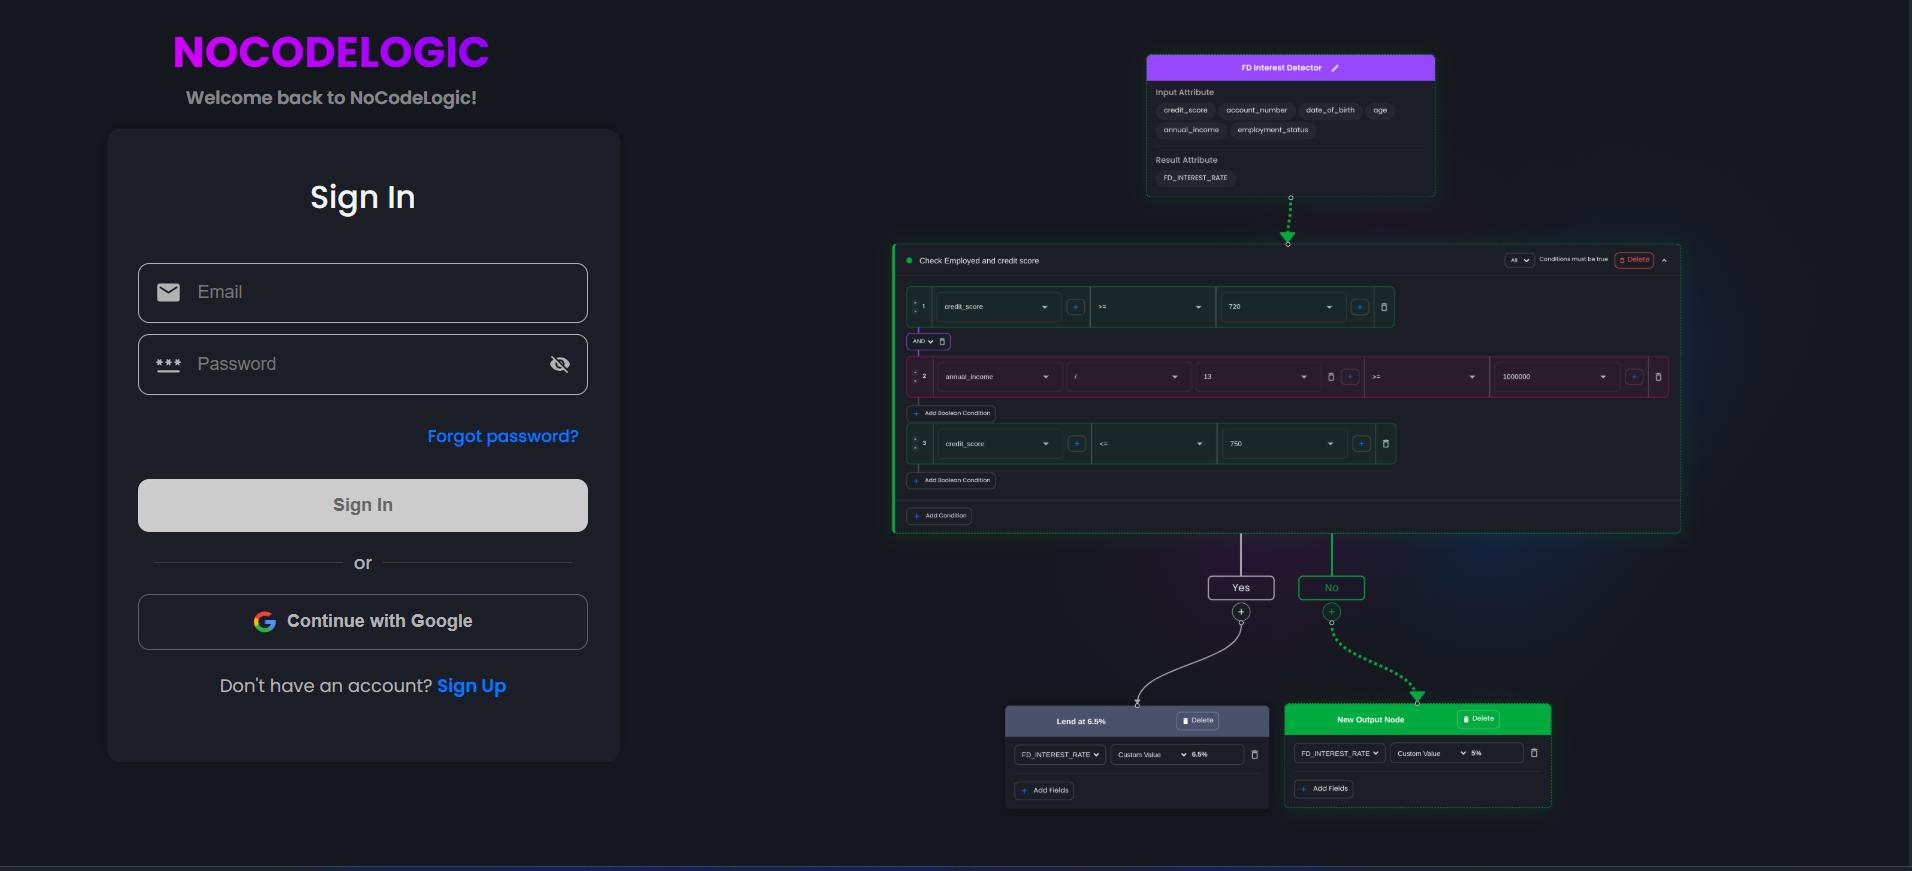 NOCODELOGIC
Welcome back to NoCodeLogic!
Sign In
Email
Password
Forgot password?
Sign In
or
Continue with Google
Don't have an account? Sign Up
FD Interest Detector
Input Attribute
credit_score account_number date_of_birth age
annual_income employment_status
Result Attribute
FD_INTEREST_RATE
Check Employed and credit score All Conditions must be true Delete
1 credit_score + >= 720 +
AND
2 annual_income / 13 + >= 1000000 +
+ Add Boolean Condition
3 credit_score + <= 750 +
+ Add Boolean Condition
+ Add Condition
Yes No
+ +
Lend at 6.5% Delete
FD_INTEREST_RATE Custom Value 6.5%
+ Add Fields
New Output Node Delete
FD_INTEREST_RATE Custom Value 5%
+ Add Fields